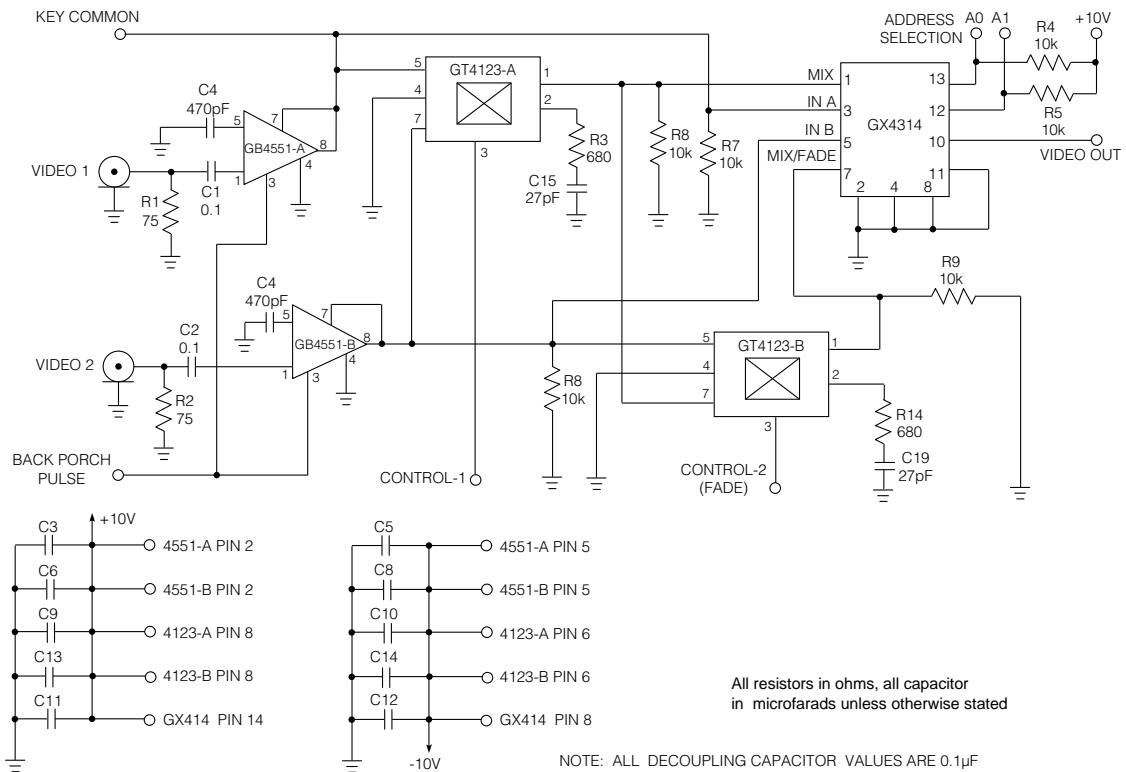 KEY COMMON
ADDRESS
SELECTION
A0
A1
+10V
R4
10k
R5
10k
C4
470pF
5
7
GB4551-A
8
1
3
4
VIDEO 1
C1
0.1
R1
75
GT4123-A
5
4
7
1
2
3
R3
680
C15
27pF
R8
10k
R7
10k
MIX
IN A
IN B
MIX/FADE
1
3
5
7
GX4314
13
12
10
11
2
4
8
VIDEO OUT
C4
470pF
5
7
GB4551-B
8
1
3
4
VIDEO 2
C2
0.1
R2
75
R8
10k
GT4123-B
5
4
7
1
2
3
R9
10k
R14
680
C19
27pF
BACK PORCH
PULSE
CONTROL-1
CONTROL-2
(FADE)
+10V
C3
4551-A PIN 2
C6
4551-B PIN 2
C9
4123-A PIN 8
C13
4123-B PIN 8
C11
GX414 PIN 14
C5
4551-A PIN 5
C8
4551-B PIN 5
C10
4123-A PIN 6
C14
4123-B PIN 6
C12
GX414 PIN 8
-10V
All resistors in ohms, all capacitor
in microfarads unless otherwise stated
NOTE: ALL DECOUPLING CAPACITOR VALUES ARE 0.1µF